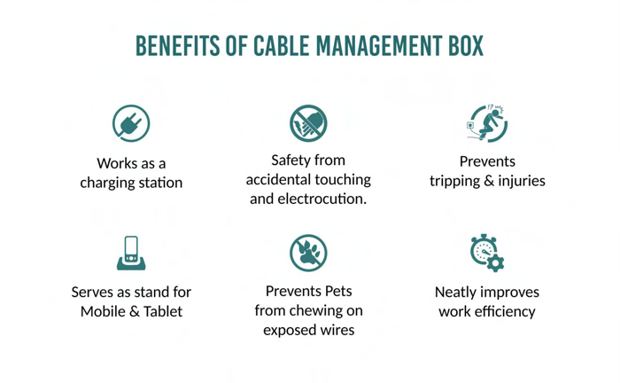 BENEFITS OF CABLE MANAGEMENT BOX
Works as a
charging station
Safety from
accidental touching
and electrocution.
Prevents
tripping & injuries
Serves as stand for
Mobile & Tablet
Prevents Pets
from chewing on
exposed wires
Neatly improves
work efficiency